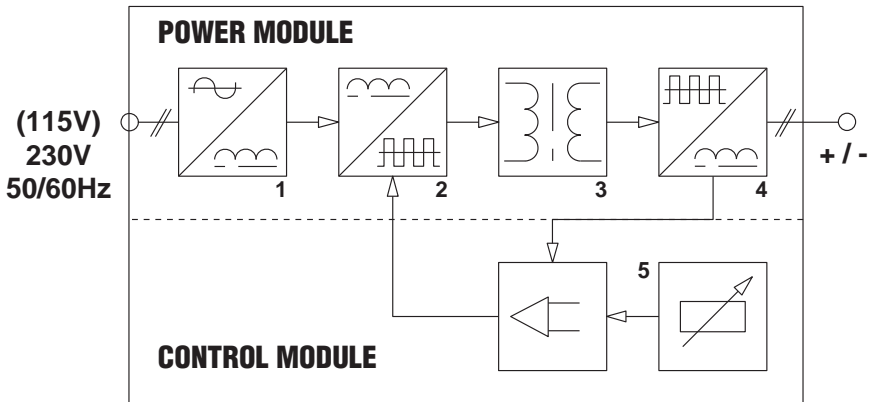 POWER MODULE
(115V)
230V
50/60Hz
1
2
3
4
+ / -
5
CONTROL MODULE